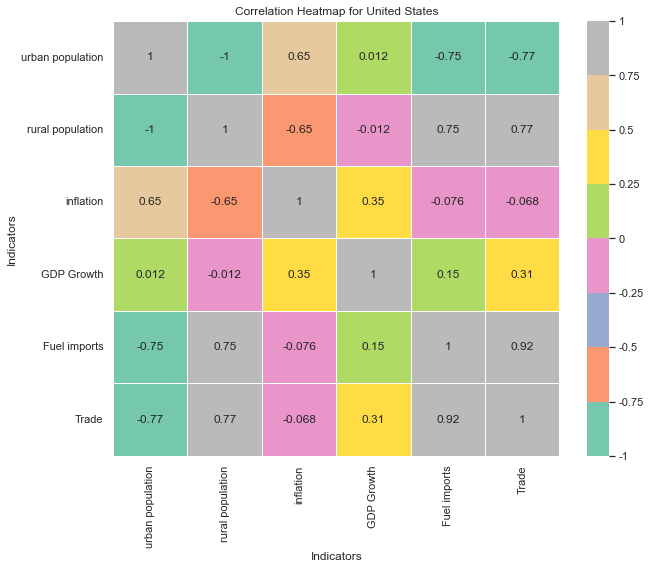 Correlation Heatmap for United States
urban population 1 -1 0.65 0.012 -0.75 -0.77
rural population -1 1 -0.65 -0.012 0.75 0.77
inflation 0.65 -0.65 1 0.35 -0.076 -0.068
GDP Growth 0.012 -0.012 0.35 1 0.15 0.31
Fuel imports -0.75 0.75 -0.076 0.15 1 0.92
Trade -0.77 0.77 -0.068 0.31 0.92 1
Indicators
urban population
rural population
inflation
GDP Growth
Fuel imports
Trade
Indicators
1
0.75
0.5
0.25
0
-0.25
-0.5
-0.75
-1